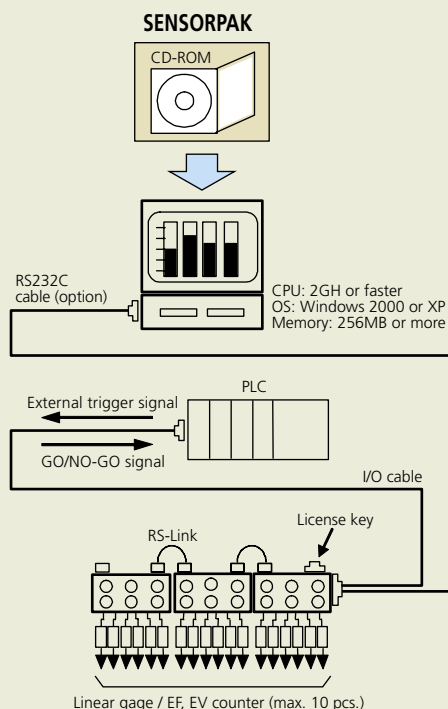 SENSORPAK
CD-ROM
RS232C
cable (option)
CPU: 2GH or faster
OS: Windows 2000 or XP
Memory: 256MB or more
External trigger signal
PLC
GO/NO-GO signal
I/O cable
License key
RS-Link
Linear gage / EF, EV counter (max. 10 pcs.)